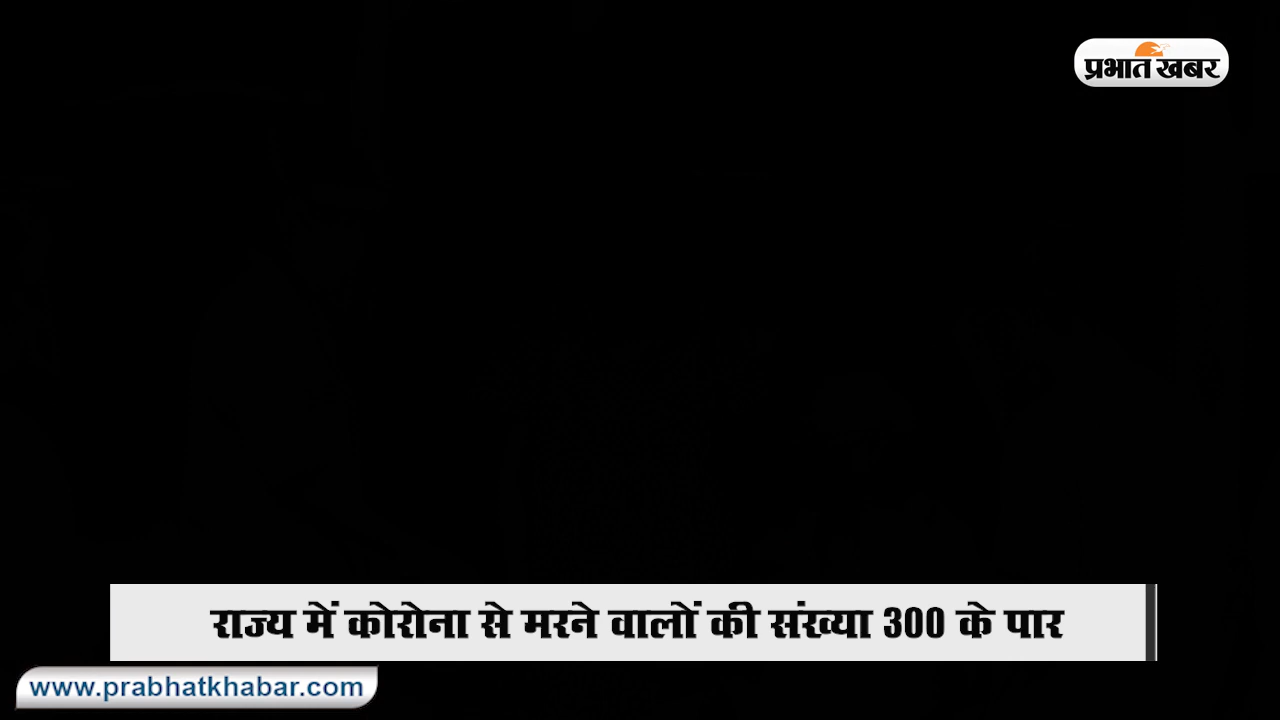 प्रभात खबर
राज्य में कोरोना से मरने वालों की संख्या 300 के पार
www.prabhatkhabar.com